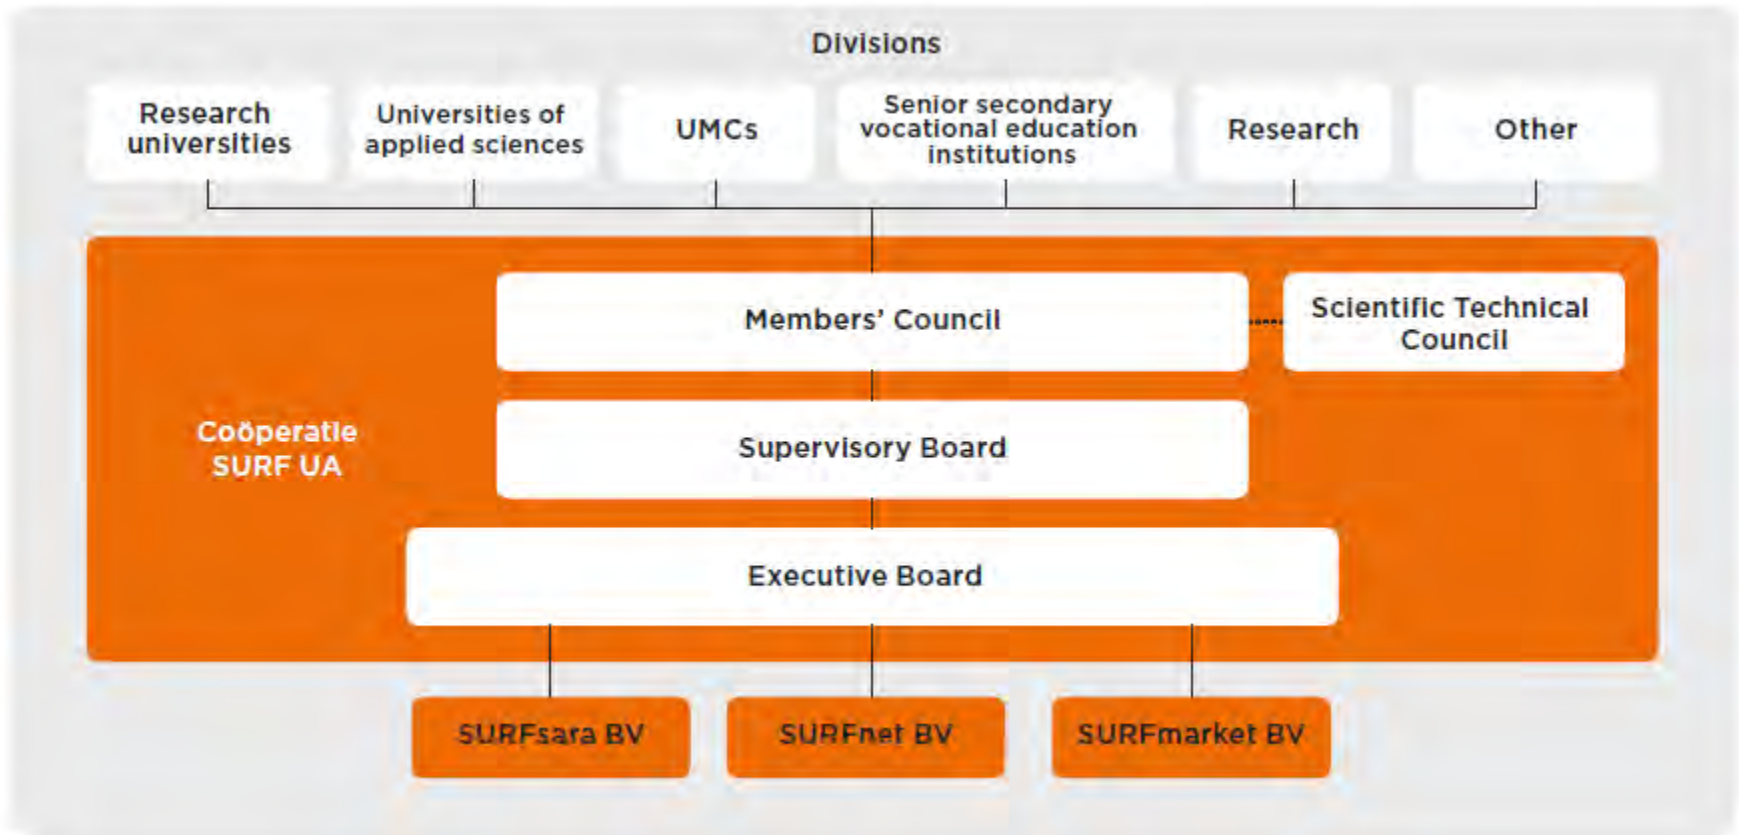 Divisions
Research
universities
Universities of
applied sciences
UMCs
Senior secondary
vocational education
institutions
Research
Other
Members’ Council
Scientific Technical
Council
Coöperatie
SURF UA
Supervisory Board
Executive Board
SURFsara BV
SURFnet BV
SURFmarket BV